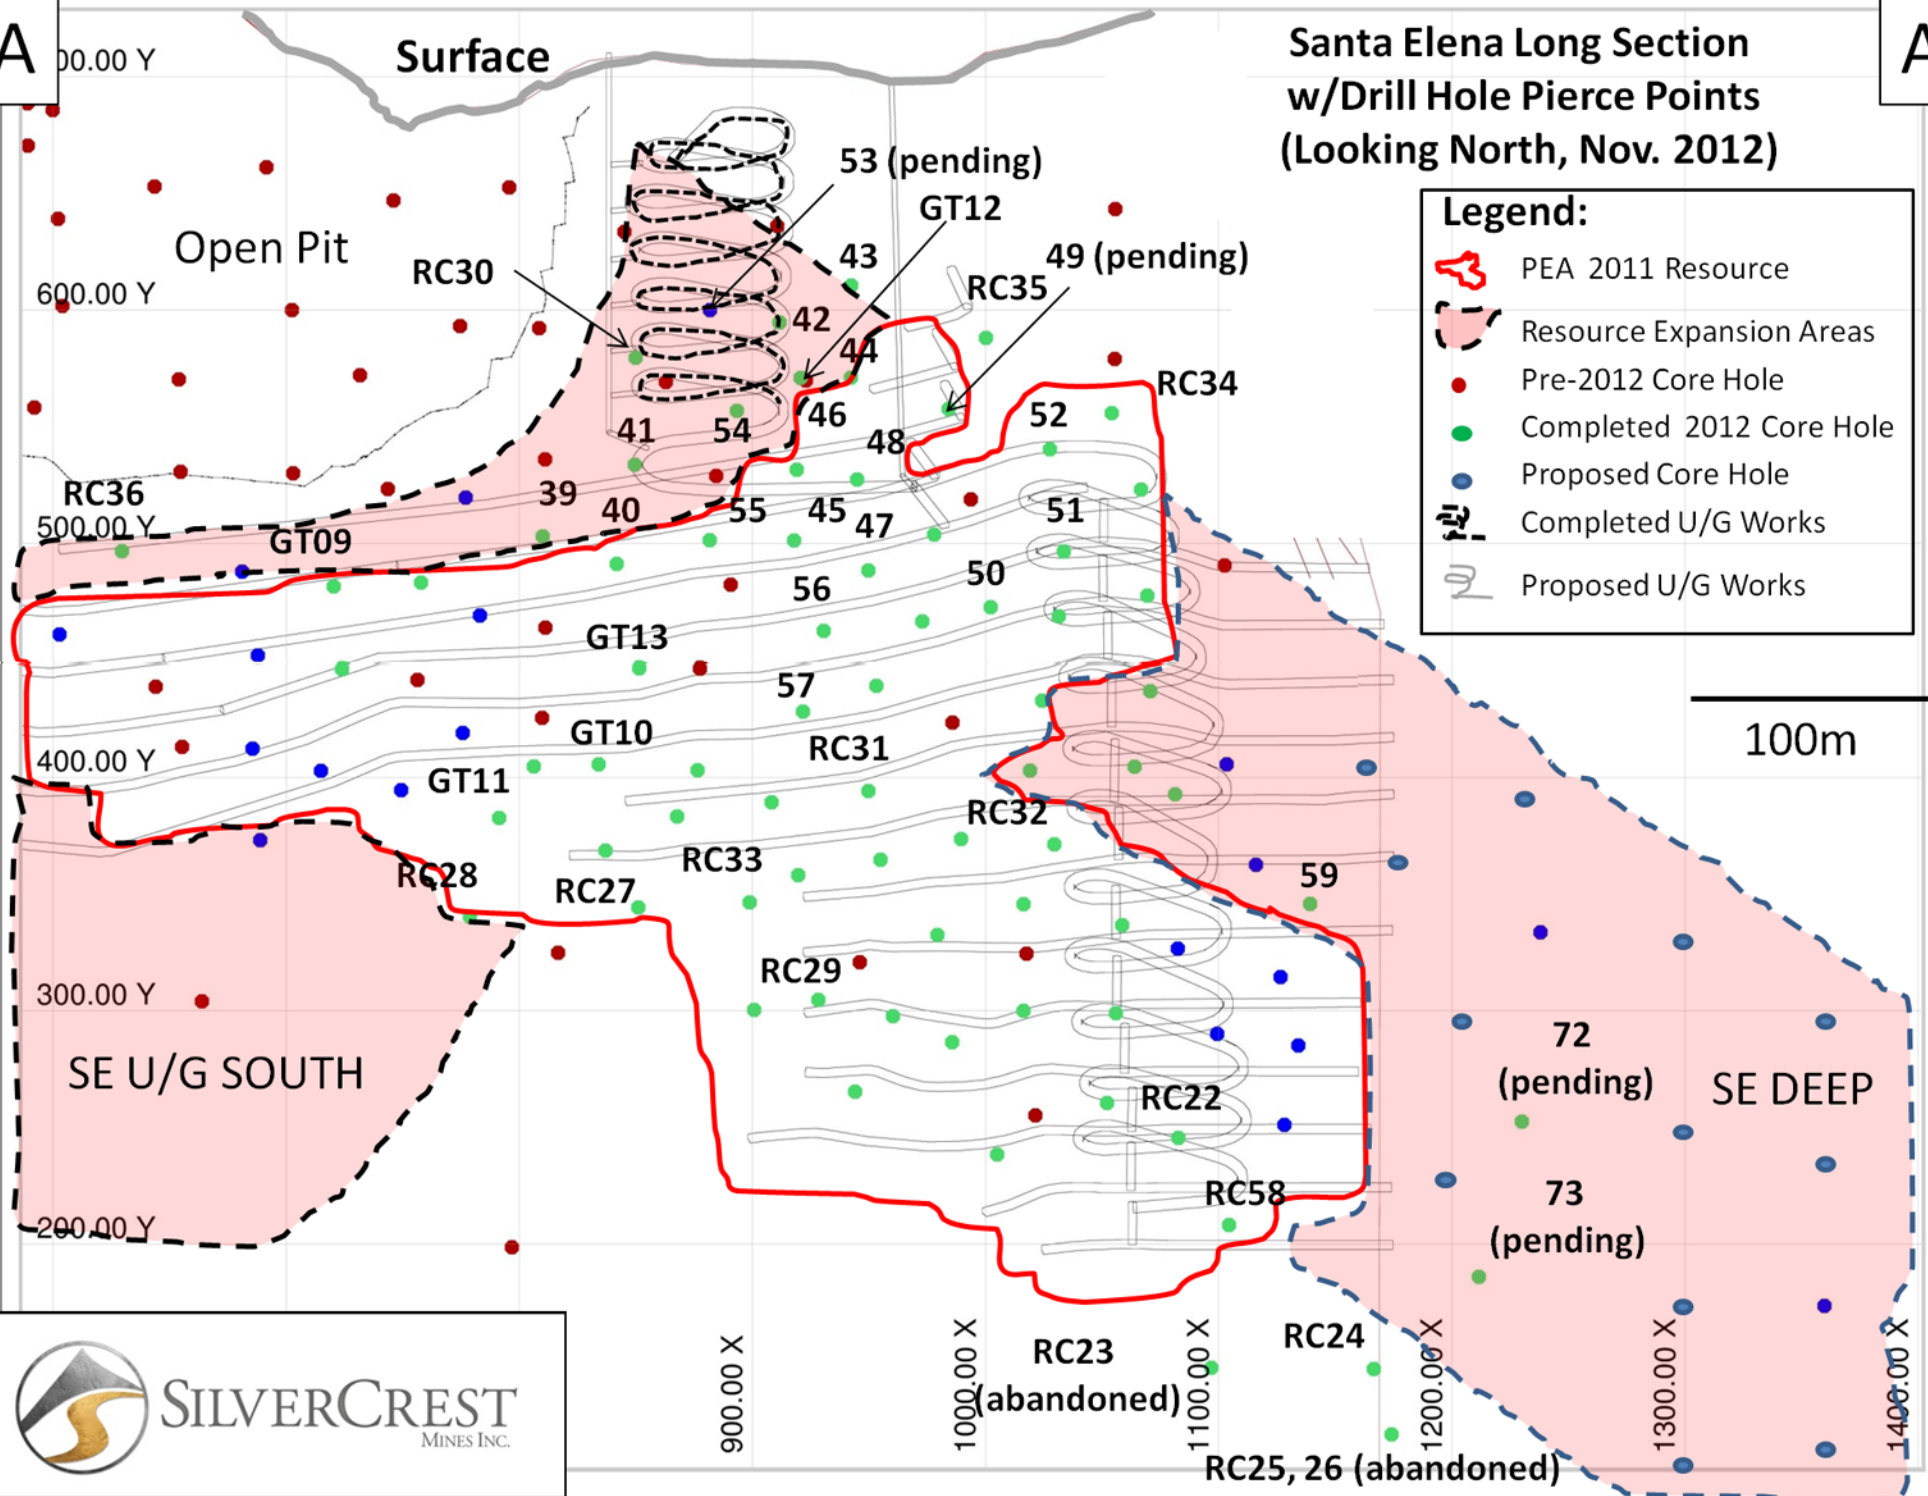 A
A
Surface
Santa Elena Long Section
w/Drill Hole Pierce Points
(Looking North, Nov. 2012)
00.00 Y
Open Pit
53 (pending)
GT12
43
49 (pending)
RC30
RC35
600.00 Y
42
44
RC34
Legend:
PEA 2011 Resource
Resource Expansion Areas
Pre-2012 Core Hole
Completed 2012 Core Hole
Proposed Core Hole
Completed U/G Works
Proposed U/G Works
41
54
46
48
52
RC36
39
40
55
45
47
51
500.00 Y
GT09
56
50
GT13
57
GT10
RC31
400.00 Y
GT11
RC32
100m
RC28
RC27
RC33
59
RC29
300.00 Y
SE U/G SOUTH
RC22
72
(pending)
SE DEEP
RC58
73
(pending)
200.00 Y
RC23
(abandoned)
RC24
RC25, 26 (abandoned)
900.00 X
1000.00 X
1100.00 X
1200.00 X
1300.00 X
1400.00 X
SILVERCREST
MINES INC.